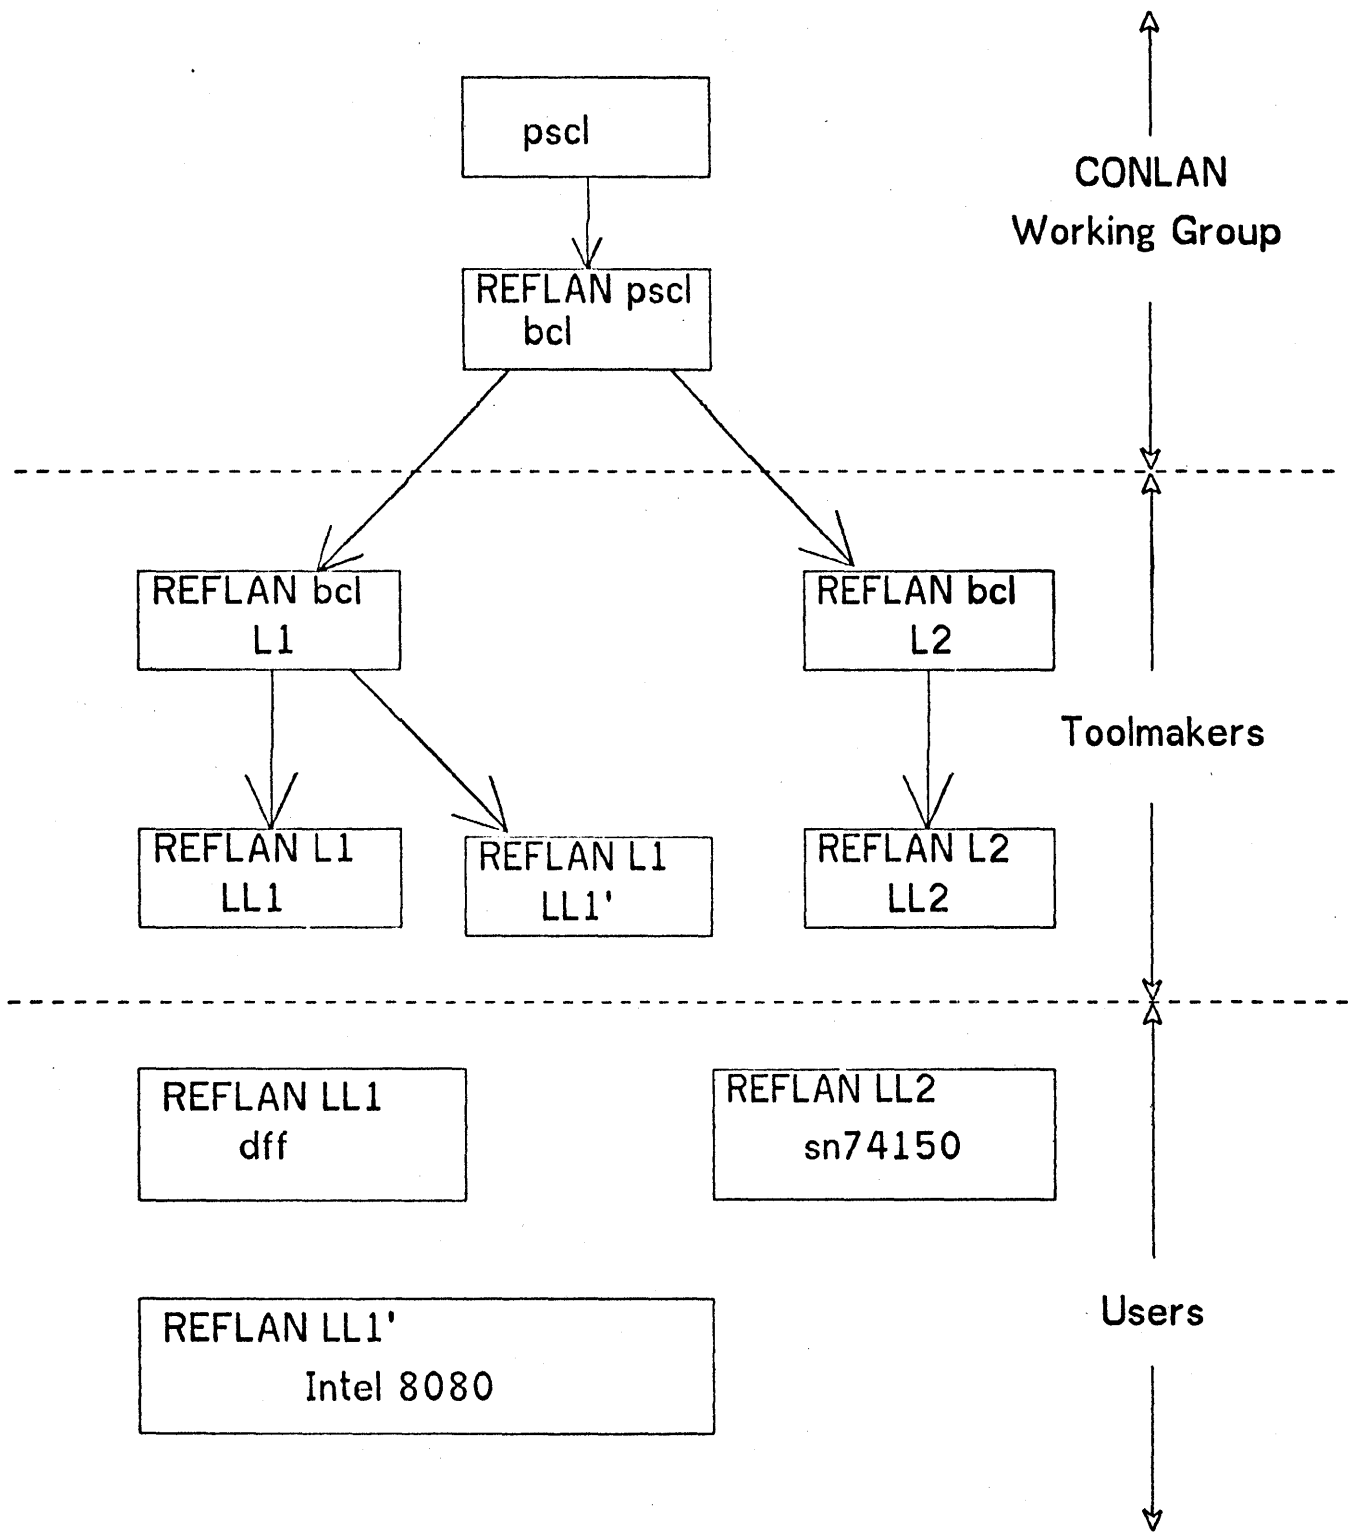 pscl
CONLAN
Working Group
REFLAN pscl
bcl
REFLAN bcl
L1
REFLAN bcl
L2
Toolmakers
REFLAN L1
LL1
REFLAN L1
LL1'
REFLAN L2
LL2
REFLAN LL1
dff
REFLAN LL2
sn74150
Users
REFLAN LL1'
Intel 8080